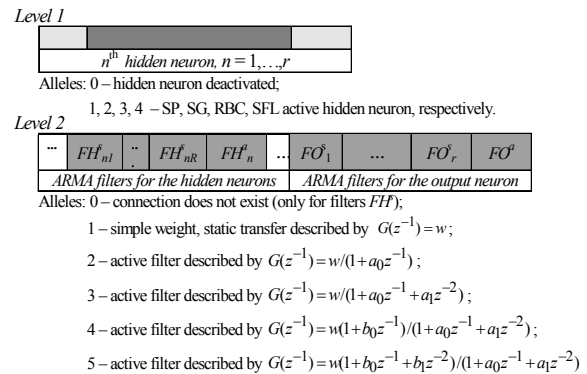 Level 1
n^th hidden neuron, n = 1,…,r
Alleles: 0 – hidden neuron deactivated;
1, 2, 3, 4 – SP, SG, RBC, SFL active hidden neuron, respectively.
Level 2
... FH^s_n1 ... FH^s_nR FH^a_n ... FO^s_1 ... FO^s_r FO^a
ARMA filters for the hidden neurons ARMA filters for the output neuron
Alleles: 0 – connection does not exist (only for filters FH^s);
1 – simple weight, static transfer described by G(z^−1) = w ;
2 – active filter described by G(z^−1) = w/(1 + a_0z^−1) ;
3 – active filter described by G(z^−1) = w/(1 + a_0z^−1 + a_1z^−2) ;
4 – active filter described by G(z^−1) = w(1 + b_0z^−1)/(1 + a_0z^−1 + a_1z^−2) ;
5 – active filter described by G(z^−1) = w(1 + b_0z^−1 + b_1z^−2)/(1 + a_0z^−1 + a_1z^−2)